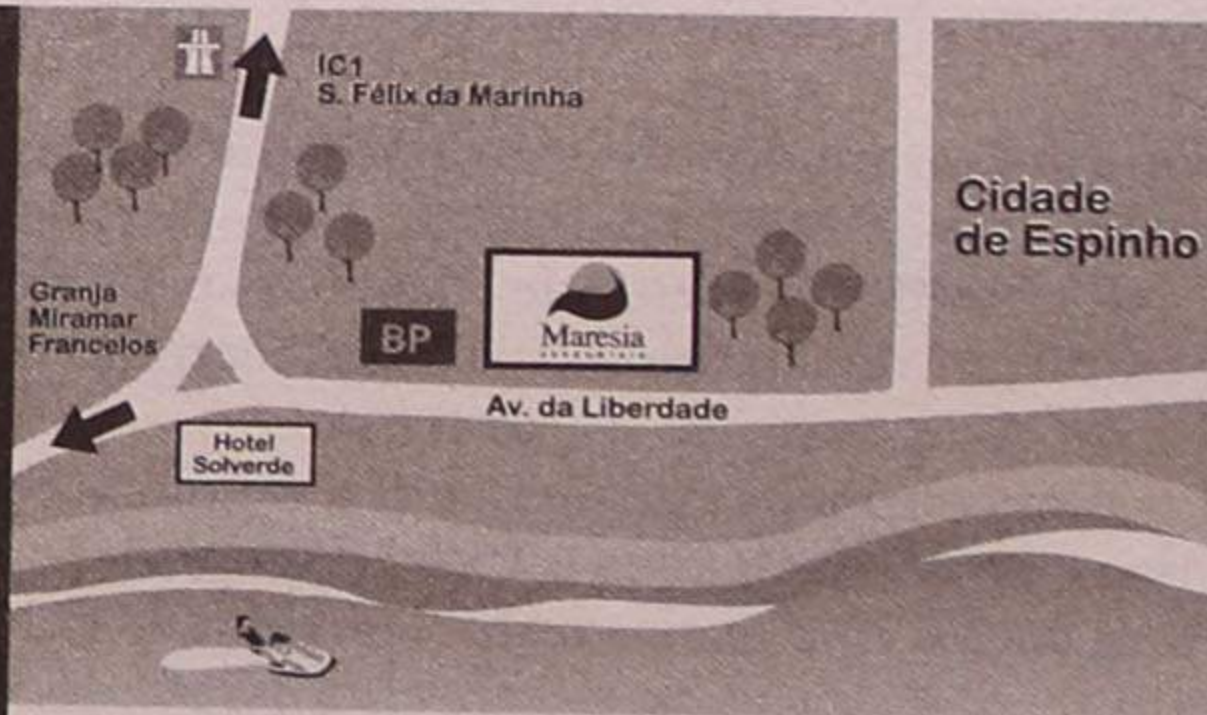 IC1
S. Félix da Marinha
Cidade
de Espinho
Granja
Miramar
Francelos
BP
Maresia
Av. da Liberdade
Hotel
Solverde